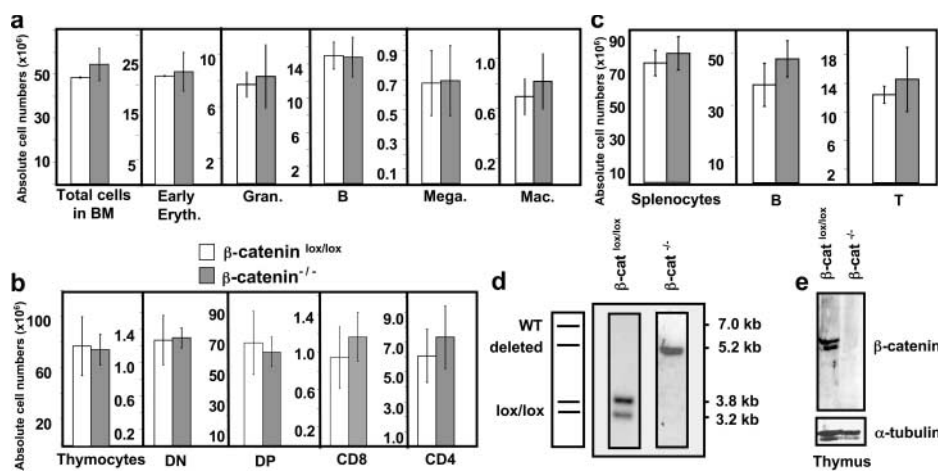 a
Absolute cell numbers (x10⁶)
50
30
10
25
15
5
10
8
6
4
2
14
10
6
2
0.9
0.7
0.5
0.3
0.1
1.0
0.6
0.2
Total cells in BM
Early Eryth.
Gran.
B
Mega.
Mac.
c
Absolute cell numbers (x10⁶)
90
70
50
30
10
50
30
10
18
14
10
6
2
Splenocytes
B
T
β-catenin lox/lox
β-catenin -/-
b
Absolute cell numbers (x10⁶)
100
80
60
40
20
1.4
1.0
0.6
0.2
90
70
50
30
10
1.4
1.0
0.6
0.2
9.0
7.0
5.0
3.0
1.0
Thymocytes
DN
DP
CD8
CD4
d
β-cat lox/lox
β-cat -/-
WT
deleted
lox/lox
7.0 kb
5.2 kb
3.8 kb
3.2 kb
e
β-cat lox/lox
β-cat -/-
β-catenin
α-tubulin
Thymus